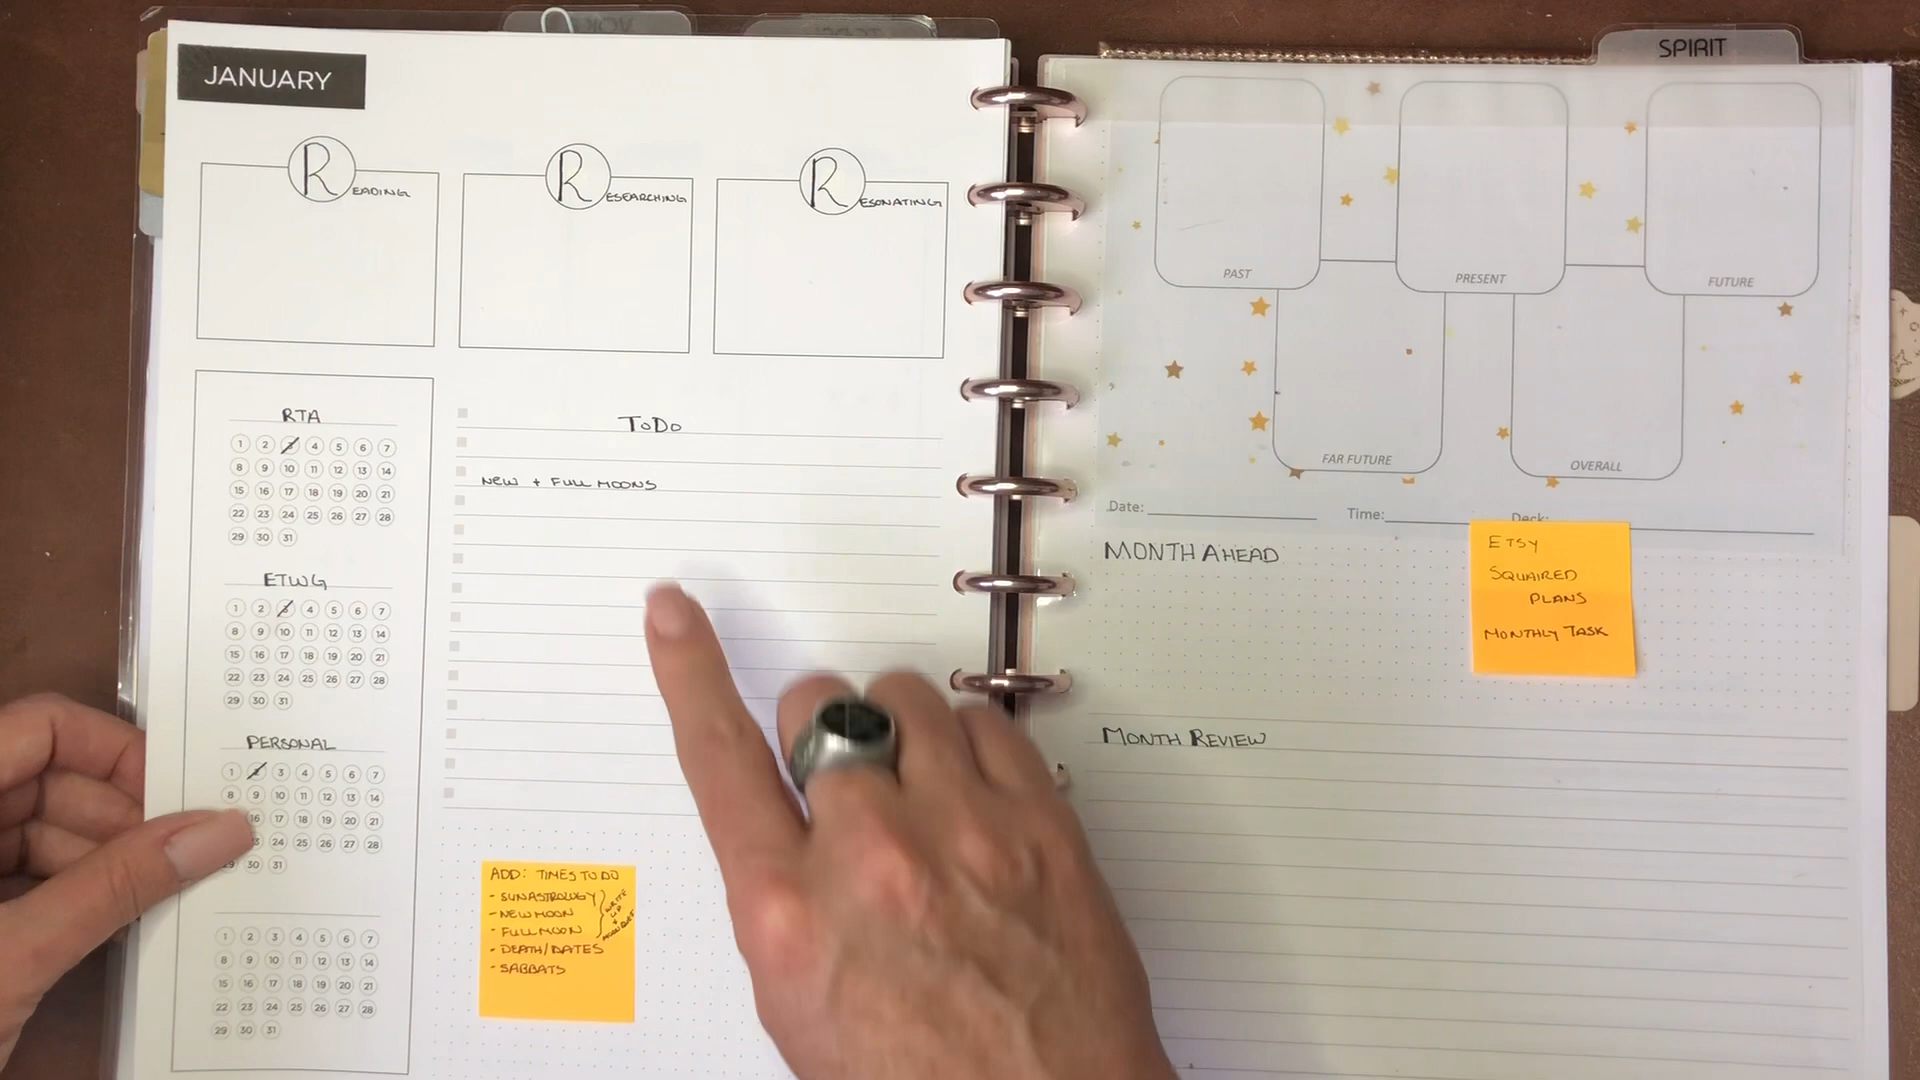 SPIRIT
JANUARY
READING
RESEARCHING
RESONATING
PAST
PRESENT
FUTURE
FAR FUTURE
OVERALL
Date:
Time:
Deck:
RTA
1 2 3 4 5 6 7
8 9 10 11 12 13 14
15 16 17 18 19 20 21
22 23 24 25 26 27 28
29 30 31
ETWG
1 2 3 4 5 6 7
8 9 10 11 12 13 14
15 16 17 18 19 20 21
22 23 24 25 26 27 28
29 30 31
PERSONAL
1 2 3 4 5 6 7
8 9 10 11 12 13 14
16 17 18 19 20 21
24 25 26 27 28
29 30 31
1 2 3 4 5 6 7
8 9 10 11 12 13 14
15 16 17 18 19 20 21
22 23 24 25 26 27 28
29 30 31
TODO
NEW + FULL MOONS
ADD: TIMES TO DO
- SUN ASTROLOGY
- NEW MOON
- FULL MOON
- DEATH/DATES
- SABBATS
WRITE
UP
MONTH AHEAD
ETSY
SQUAIRED
PLANS
MONTHLY TASK
MONTH REVIEW